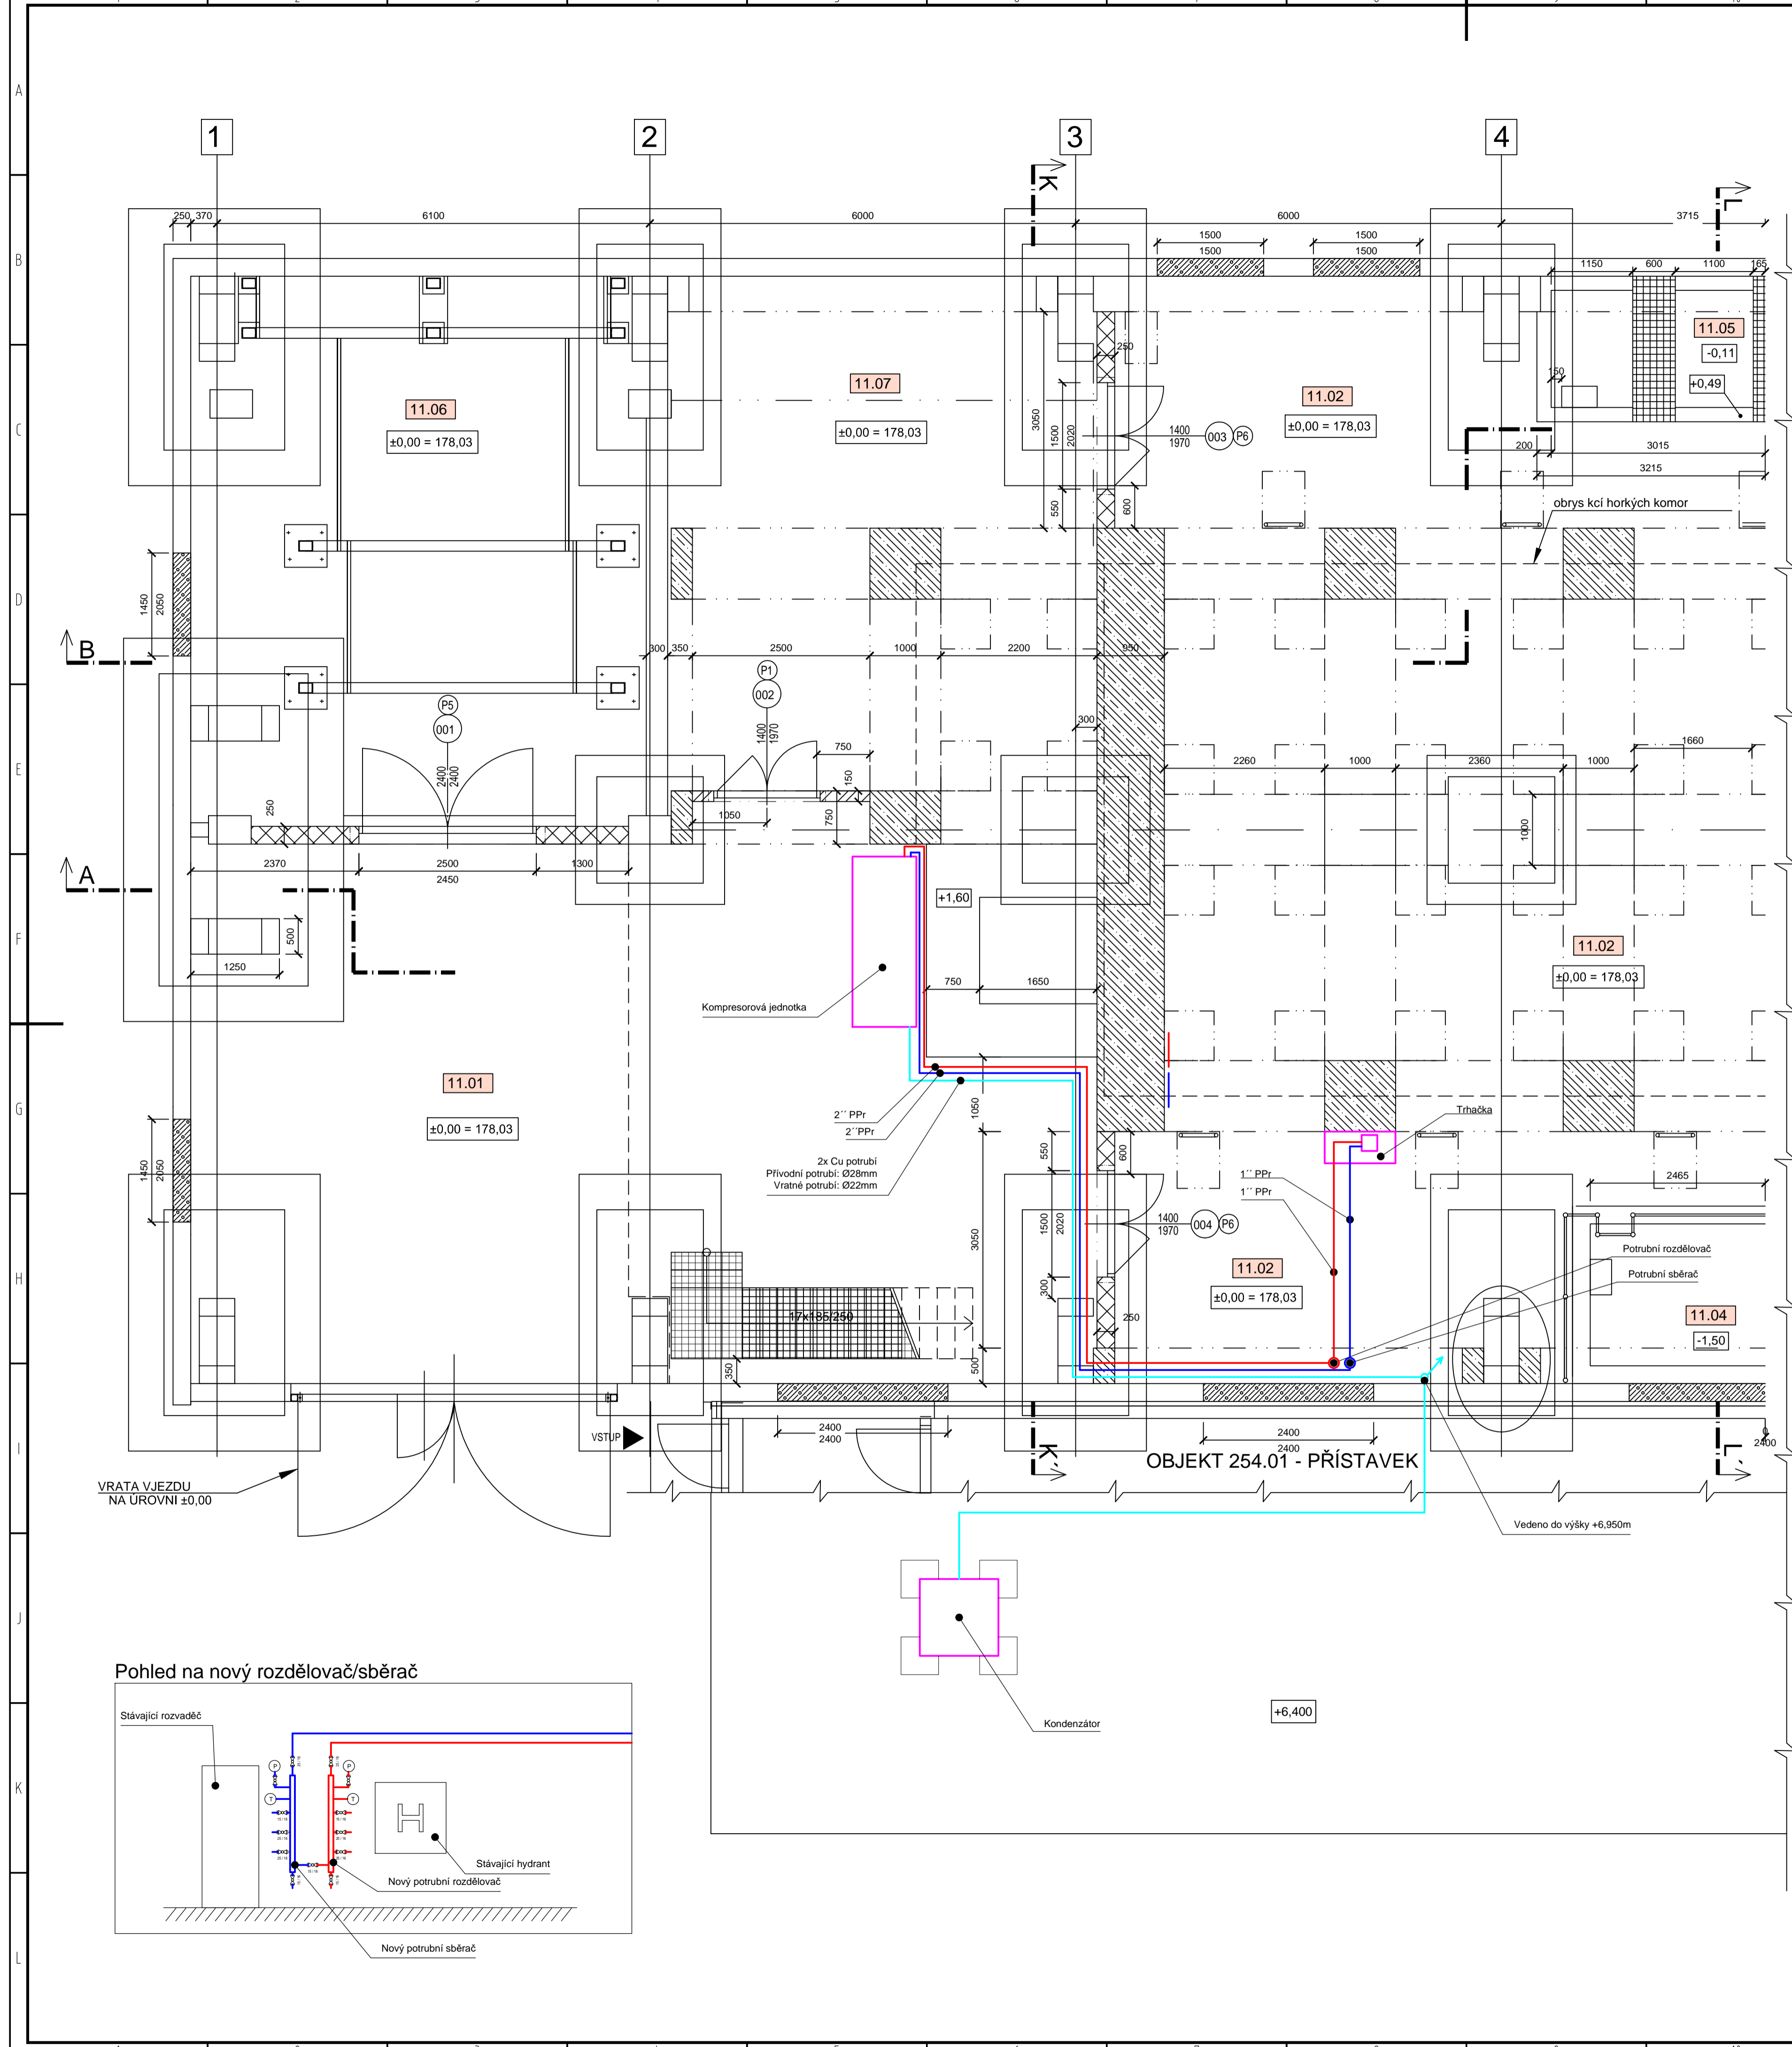 1
2
3
4
K
L
250
370
6100
6000
6000
3715
1500
1500
1500
1500
1150
600
1100
165
11.05
-0,11
+0,49
150
11.06
±0,00 = 178,03
11.07
±0,00 = 178,03
11.02
±0,00 = 178,03
250
3050
1500
2020
1400
1970
003
P6
550
600
200
3015
3215
obrys kcí horkých komor
1450
2050
B
300
350
2500
1000
2200
950
P1
002
1400
1970
P5
001
2400
2400
750
150
750
1050
300
2260
1000
2360
1000
1660
1000
250
2370
2500
2450
1300
A
500
1250
+1,60
750
1650
Kompresorová jednotka
11.02
±0,00 = 178,03
11.01
±0,00 = 178,03
1450
2050
2´´ PPr
2´´PPr
2x Cu potrubí
Přívodní potrubí: Ø28mm
Vratné potrubí: Ø22mm
1050
3050
500
550
600
1500
2020
300
250
1400
1970
004
P6
Trhačka
1´´ PPr
1´´ PPr
2465
Potrubní rozdělovač
Potrubní sběrač
11.02
±0,00 = 178,03
11.04
-1,50
17x185/250
350
VSTUP
2400
2400
2400
2400
2400
K'
L'
OBJEKT 254.01 - PŘÍSTAVEK
VRATA VJEZDU
NA ÚROVNI ±0,00
Vedeno do výšky +6,950m
Kondenzátor
+6,400
Pohled na nový rozdělovač/sběrač
Stávající rozvaděč
P
P
T
T
H
Stávající hydrant
Nový potrubní rozdělovač
Nový potrubní sběrač
A
B
C
D
E
F
G
H
I
J
K
L